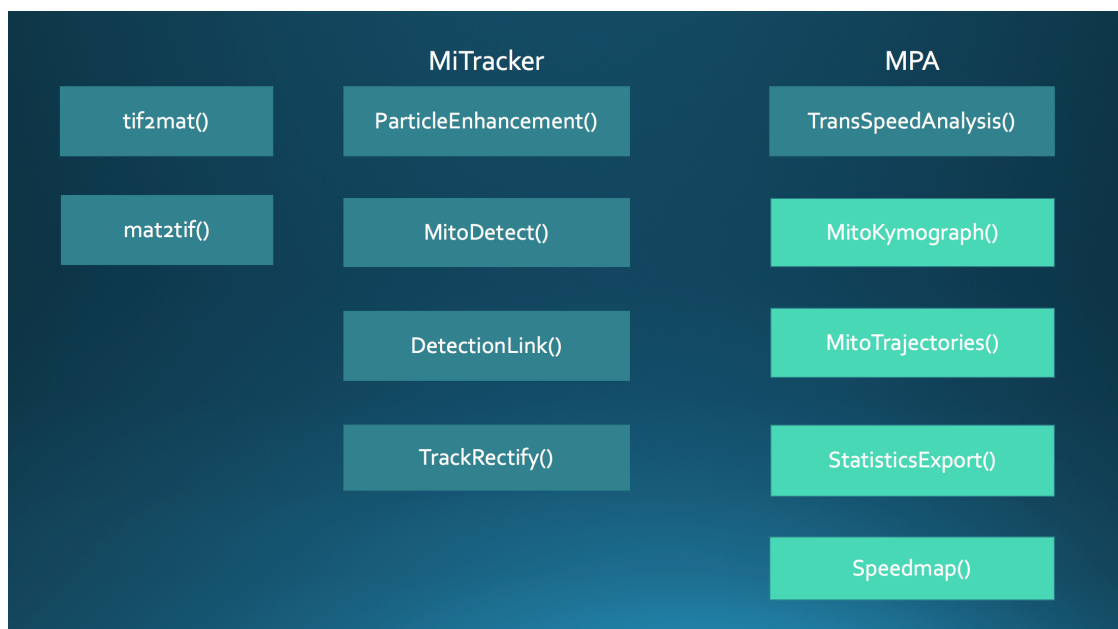 MiTracker
MPA
tif2mat()
ParticleEnhancement()
TransSpeedAnalysis()
mat2tif()
MitoDetect()
MitoKymograph()
DetectionLink()
MitoTrajectories()
TrackRectify()
StatisticsExport()
Speedmap()